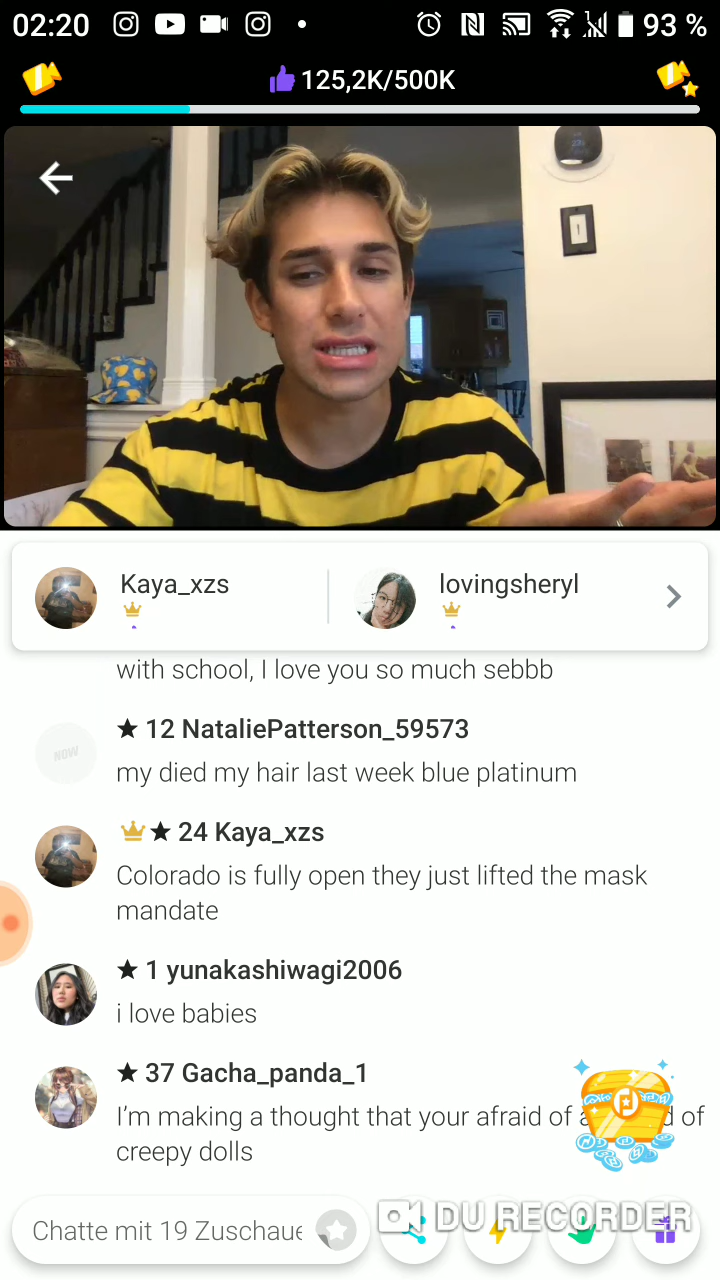 02:20
93 %
125,2K/500K
Kaya_xzs
lovingsheryl
with school, I love you so much sebbb
★ 12 NataliePatterson_59573
NOW
my died my hair last week blue platinum
★ 24 Kaya_xzs
Colorado is fully open they just lifted the mask
mandate
★ 1 yunakashiwagi2006
i love babies
★ 37 Gacha_panda_1
I'm making a thought that your afraid of of
creepy dolls
Chatte mit 19 Zuschaue
DU RECORDER